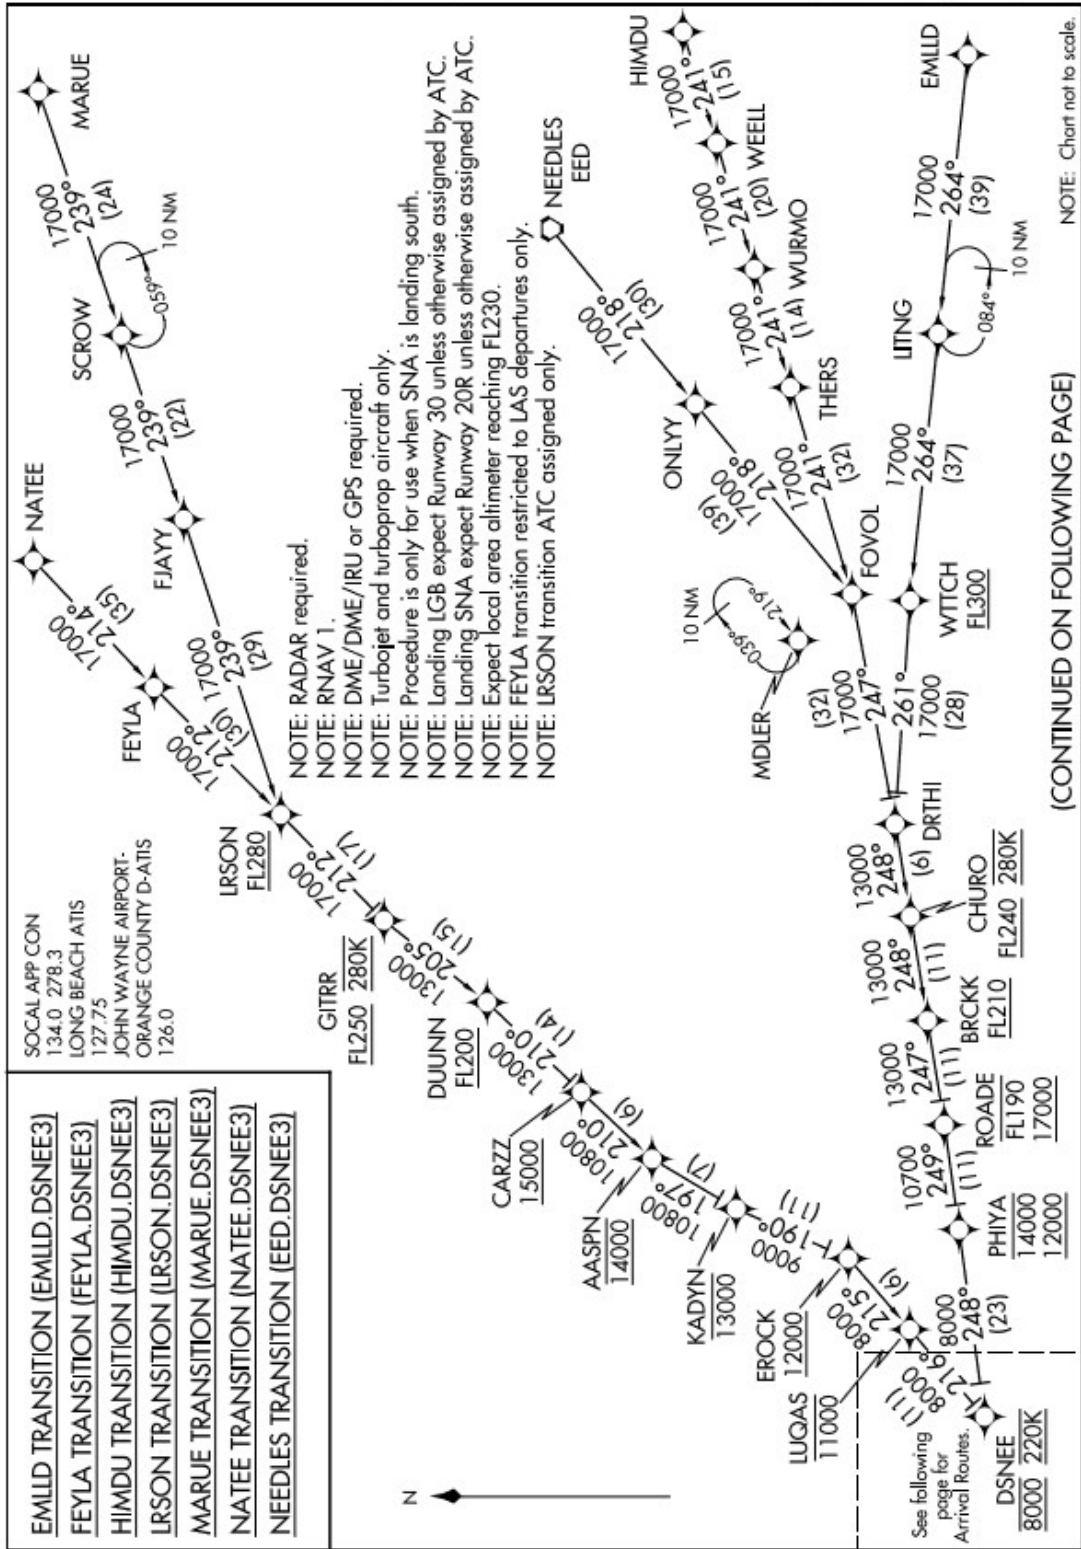 EMLLD TRANSITION (EMLLD.DSNEE3)
FEYLA TRANSITION (FEYLA.DSNEE3)
HIMDU TRANSITION (HIMDU.DSNEE3)
LRSON TRANSITION (LRSON.DSNEE3)
MARUE TRANSITION (MARUE.DSNEE3)
NATEE TRANSITION (NATEE.DSNEE3)
NEEDLES TRANSITION (EED.DSNEE3)
SOCAL APP CON
134.0 278.3
LONG BEACH ATIS
127.75
JOHN WAYNE AIRPORT-
ORANGE COUNTY D-ATIS
126.0
NATEE
17000
214°
(35)
FEYLA
17000
212°
(30)
MARUE
17000
239°
(24)
SCROW
059°
10 NM
17000
239°
(22)
FJAYY
17000
239°
(29)
LRSON
FL280
17000
212°
(17)
GITRR
FL250 280K
13000
205°
(15)
DUUNN
FL200
13000
210°
(14)
CARZZ
15000
10800
210°
(6)
AASPN
14000
10800
197°
(7)
KADYN
13000
9000
190°
(11)
EROCK
12000
8000
215°
(6)
LUQAS
11000
(11)
8000
216°
NOTE: RADAR required.
NOTE: RNAV 1.
NOTE: DME/DME/IRU or GPS required.
NOTE: Turbojet and turboprop aircraft only.
NOTE: Procedure is only for use when SNA is landing south.
NOTE: Landing LGB expect Runway 30 unless otherwise assigned by ATC.
NOTE: Landing SNA expect Runway 20R unless otherwise assigned by ATC.
NOTE: Expect local area altimeter reaching FL230.
NOTE: FEYLA transition restricted to LAS departures only.
NOTE: LRSON transition ATC assigned only.
NEEDLES
EED
17000
218°
(30)
ONLYY
(39)
17000
218°
HIMDU
17000
241°
(15)
WEELL
17000
241°
(20)
WURMO
17000
241°
(14)
THERS
17000
241°
(32)
FOVOL
MDLER
10 NM
039°
219°
(32)
17000
247°
EMLLD
17000
264°
(39)
LITNG
084°
10 NM
17000
264°
(37)
WTTCH
FL300
261°
17000
(28)
DRTHI
13000
248°
(6)
CHURO
FL240 280K
13000
248°
(11)
BRCKK
FL210
13000
247°
(11)
ROADE
FL190
17000
10700
249°
(11)
PHIYA
14000
12000
8000
248°
(23)
See following
page for
Arrival Routes.
DSNEE
8000 220K
N
(CONTINUED ON FOLLOWING PAGE)
NOTE: Chart not to scale.